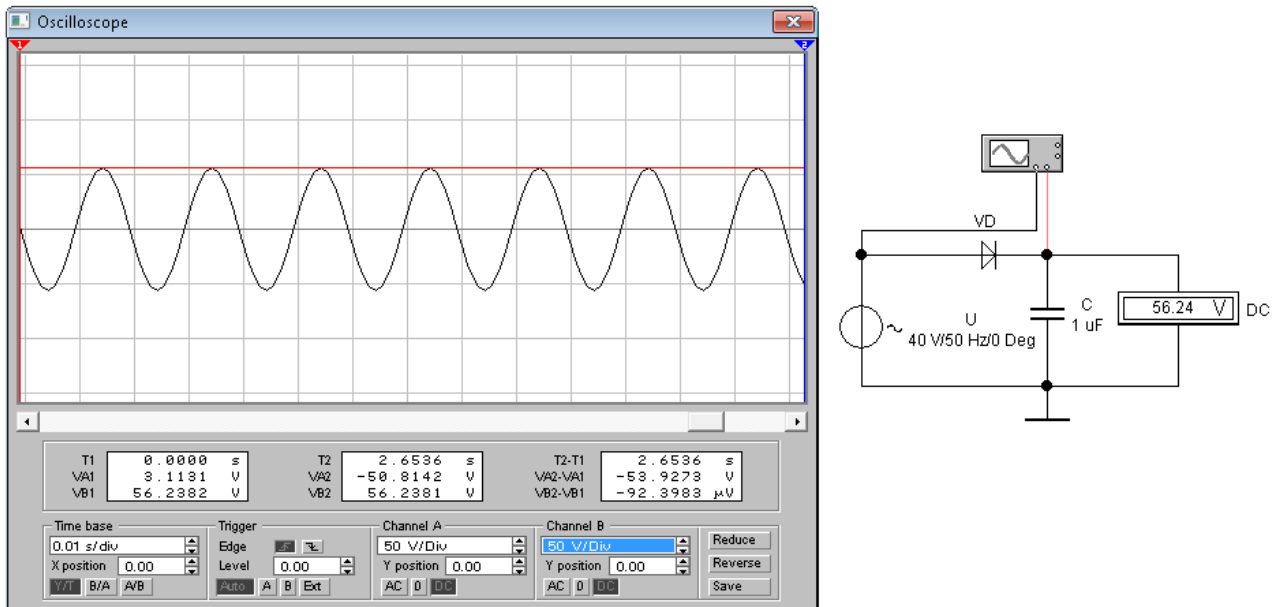 Oscilloscope
1
2
T1 0.0000 s T2 2.6536 s T2-T1 2.6536 s
VA1 3.1131 V VA2 -50.8142 V VA2-VA1 -53.9273 V
VB1 56.2382 V VB2 56.2381 V VB2-VB1 -92.3983 μV
Time base
0.01 s/div
X position 0.00
Y/T B/A A/B
Trigger
Edge
Level 0.00
Auto A B Ext
Channel A
50 V/Div
Y position 0.00
AC 0 DC
Channel B
50 V/Div
Y position 0.00
AC 0 DC
Reduce
Reverse
Save
VD
U
40 V/50 Hz/0 Deg
C
1 uF
56.24 V DC